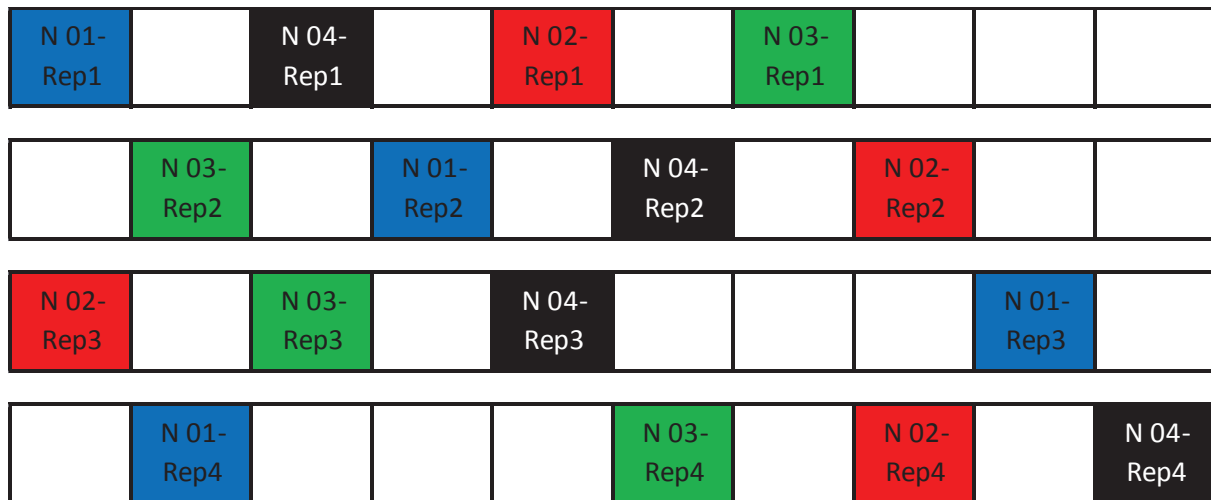 N 01- N 04- N 02- N 03-
Rep1 Rep1 Rep1 Rep1
N 03- N 01- N 04- N 02-
Rep2 Rep2 Rep2 Rep2
N 02- N 03- N 04- N 01-
Rep3 Rep3 Rep3 Rep3
N 01- N 03- N 02- N 04-
Rep4 Rep4 Rep4 Rep4